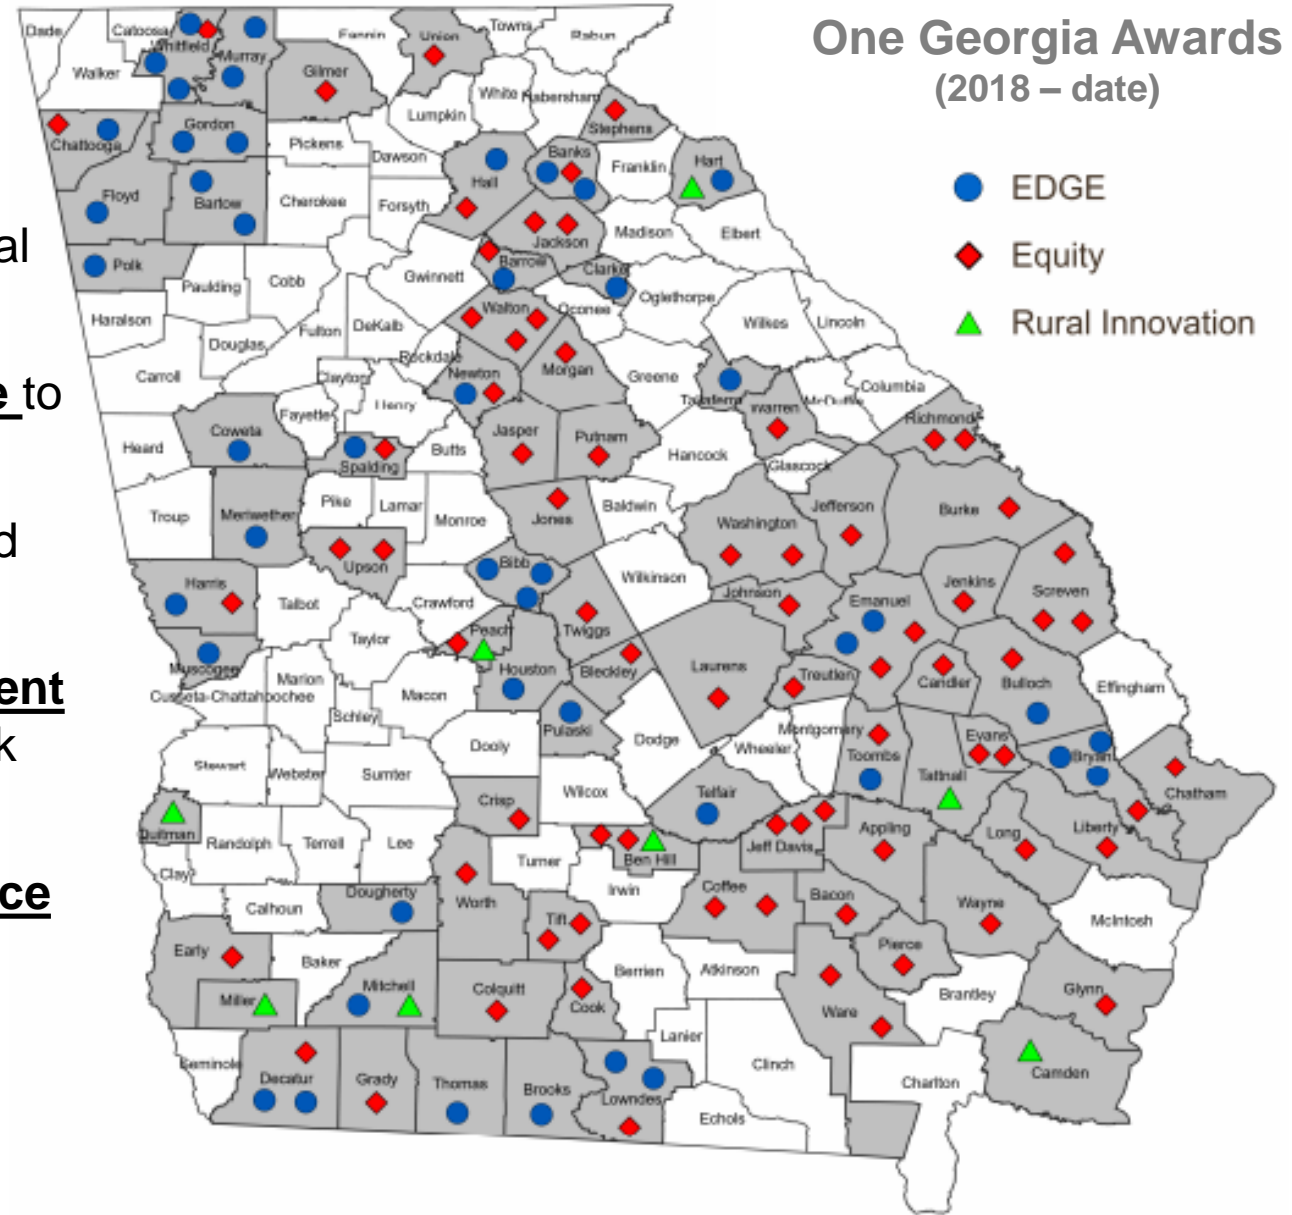 One Georgia Awards
(2018 – date)
EDGE
Equity
Rural Innovation
al
e to
d
ent
k
ce
Dade
Catoosa
Whitfield
Murray
Fannin
Union
Towns
Rabun
Walker
Gilmer
White
Habersham
Lumpkin
Stephens
Chattooga
Gordon
Pickens
Dawson
Hall
Banks
Franklin
Hart
Floyd
Bartow
Cherokee
Forsyth
Jackson
Madison
Elbert
Polk
Paulding
Cobb
Gwinnett
Barrow
Clarke
Oglethorpe
Haralson
Douglas
Fulton
DeKalb
Walton
Oconee
Wilkes
Lincoln
Rockdale
Carroll
Clayton
Newton
Morgan
Greene
Taliaferro
McDuffie
Columbia
Warren
Fayette
Henry
Richmond
Heard
Coweta
Spalding
Butts
Jasper
Putnam
Hancock
Glascock
Troup
Meriwether
Pike
Lamar
Monroe
Jones
Baldwin
Washington
Jefferson
Burke
Upson
Bibb
Wilkinson
Harris
Talbot
Crawford
Johnson
Emanuel
Jenkins
Screven
Taylor
Peach
Twiggs
Muscogee
Houston
Bleckley
Laurens
Treutlen
Candler
Bulloch
Effingham
Cusseta-Chattahoochee
Marion
Macon
Schley
Pulaski
Dodge
Wheeler
Montgomery
Toombs
Tattnall
Evans
Bryan
Stewart
Webster
Sumter
Dooly
Wilcox
Telfair
Chatham
Quitman
Randolph
Terrell
Lee
Crisp
Turner
Ben Hill
Jeff Davis
Appling
Long
Liberty
Clay
Calhoun
Dougherty
Worth
Tift
Irwin
Coffee
Bacon
Wayne
McIntosh
Early
Baker
Pierce
Miller
Mitchell
Colquitt
Cook
Berrien
Atkinson
Ware
Brantley
Glynn
Seminole
Decatur
Grady
Thomas
Brooks
Lowndes
Lanier
Clinch
Echols
Charlton
Camden